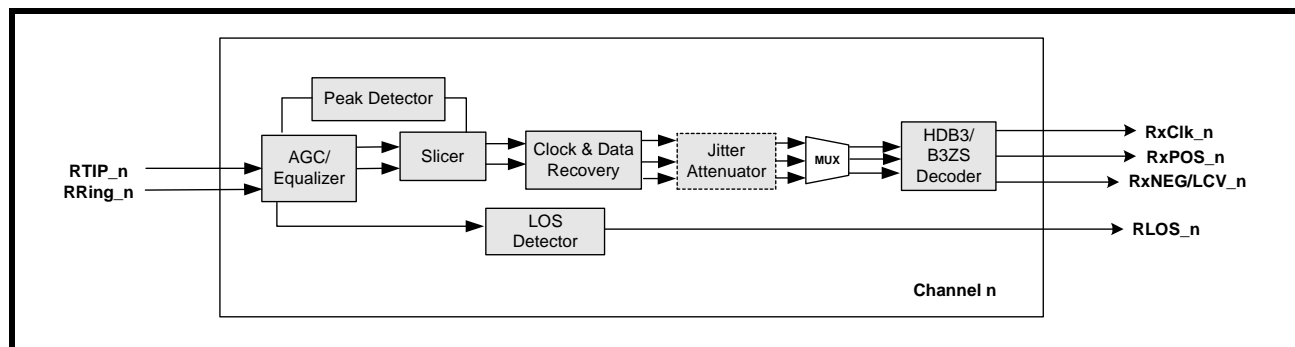 Peak Detector
RTIP_n
RRing_n
AGC/
Equalizer
Slicer
Clock & Data
Recovery
Jitter
Attenuator
MUX
HDB3/
B3ZS
Decoder
RxClk_n
RxPOS_n
RxNEG/LCV_n
LOS
Detector
RLOS_n
Channel n